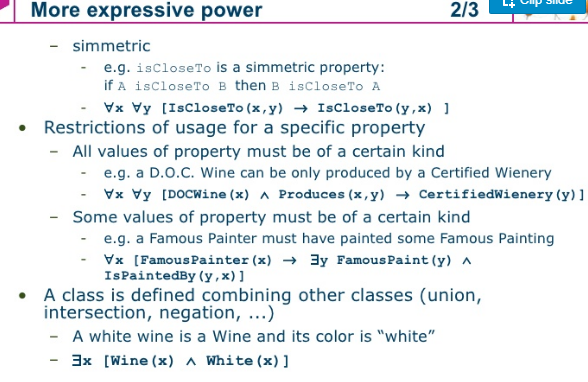 More expressive power 2/3
Clip slide
– simmetric
- e.g. isCloseTo is a simmetric property:
if A isCloseTo B then B isCloseTo A
- ∀x ∀y [IsCloseTo(x,y) → IsCloseTo(y,x) ]
• Restrictions of usage for a specific property
– All values of property must be of a certain kind
- e.g. a D.O.C. Wine can be only produced by a Certified Wienery
- ∀x ∀y [DOCWine(x) ∧ Produces(x,y) → CertifiedWienery(y)]
– Some values of property must be of a certain kind
- e.g. a Famous Painter must have painted some Famous Painting
- ∀x [FamousPainter(x) → ∃y FamousPaint(y) ∧
IsPaintedBy(y,x)]
• A class is defined combining other classes (union,
intersection, negation, ...)
– A white wine is a Wine and its color is “white”
– ∃x [Wine(x) ∧ White(x)]